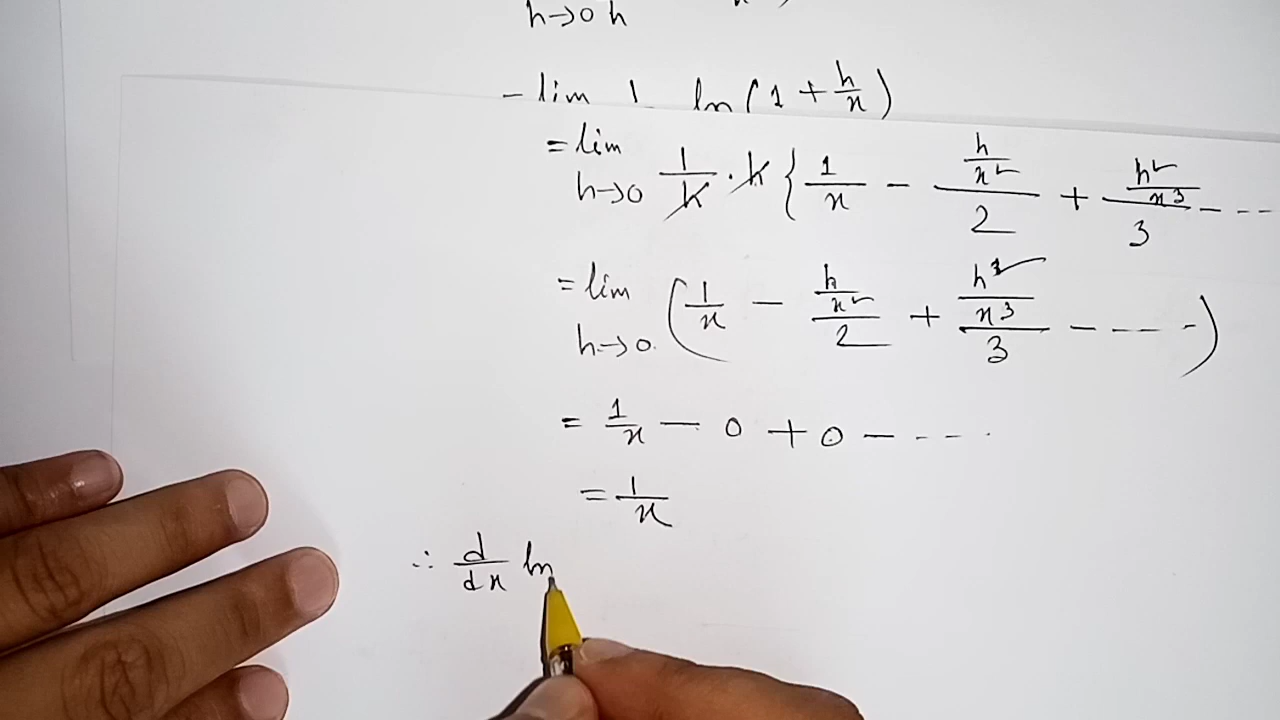 h→0 h x )
= lim 1 ln(1 + h/x)
= lim h→0 1/h · h { 1/x − (h/x²)/2 + (h²/x³)/3 - - -
= lim h→0 ( 1/x − (h/x²)/2 + (h²/x³)/3 - - - - - )
= 1/x − 0 + 0 − - - - ·
= 1/x
∴ d/dx ln